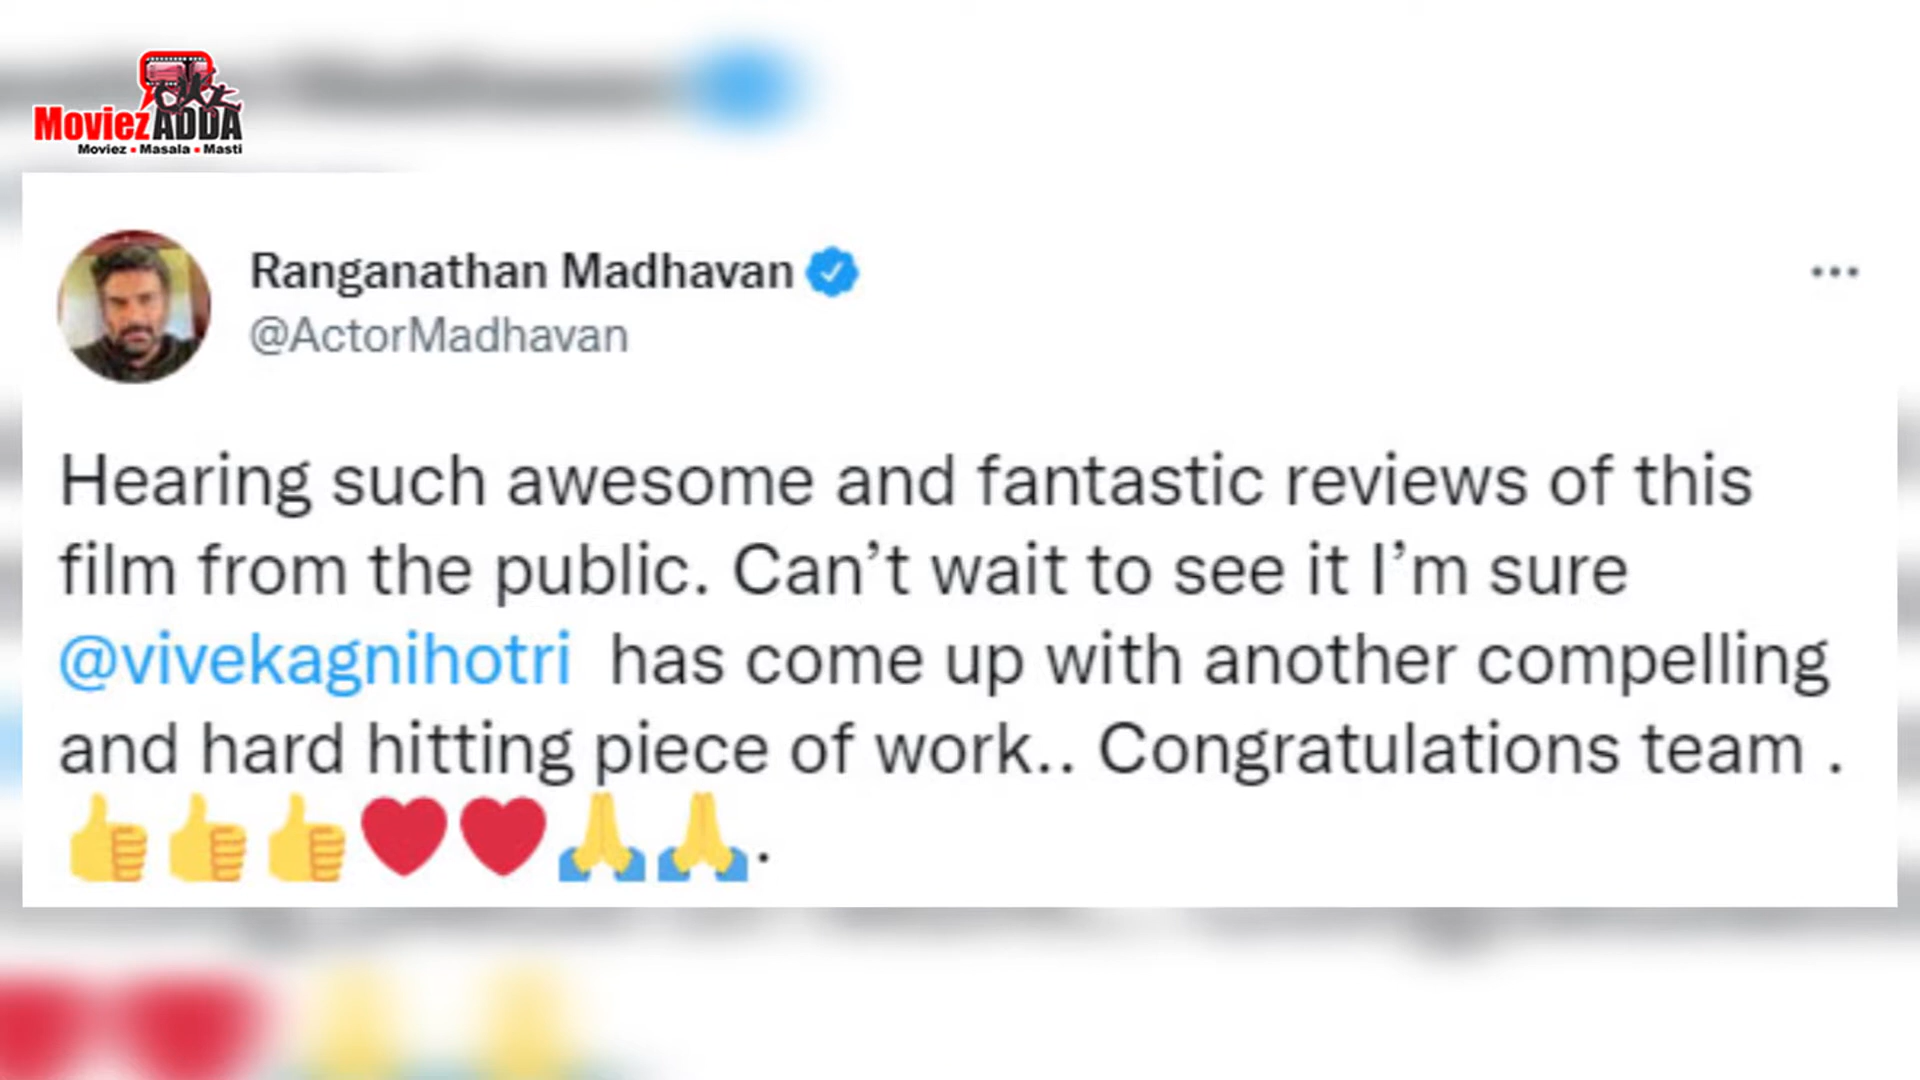 MoviezADDA
Moviez • Masala • Masti
Ranganathan Madhavan
@ActorMadhavan
Hearing such awesome and fantastic reviews of this
film from the public. Can’t wait to see it I’m sure
@vivekagnihotri has come up with another compelling
and hard hitting piece of work.. Congratulations team .
👍👍👍❤️❤️🙏🙏.